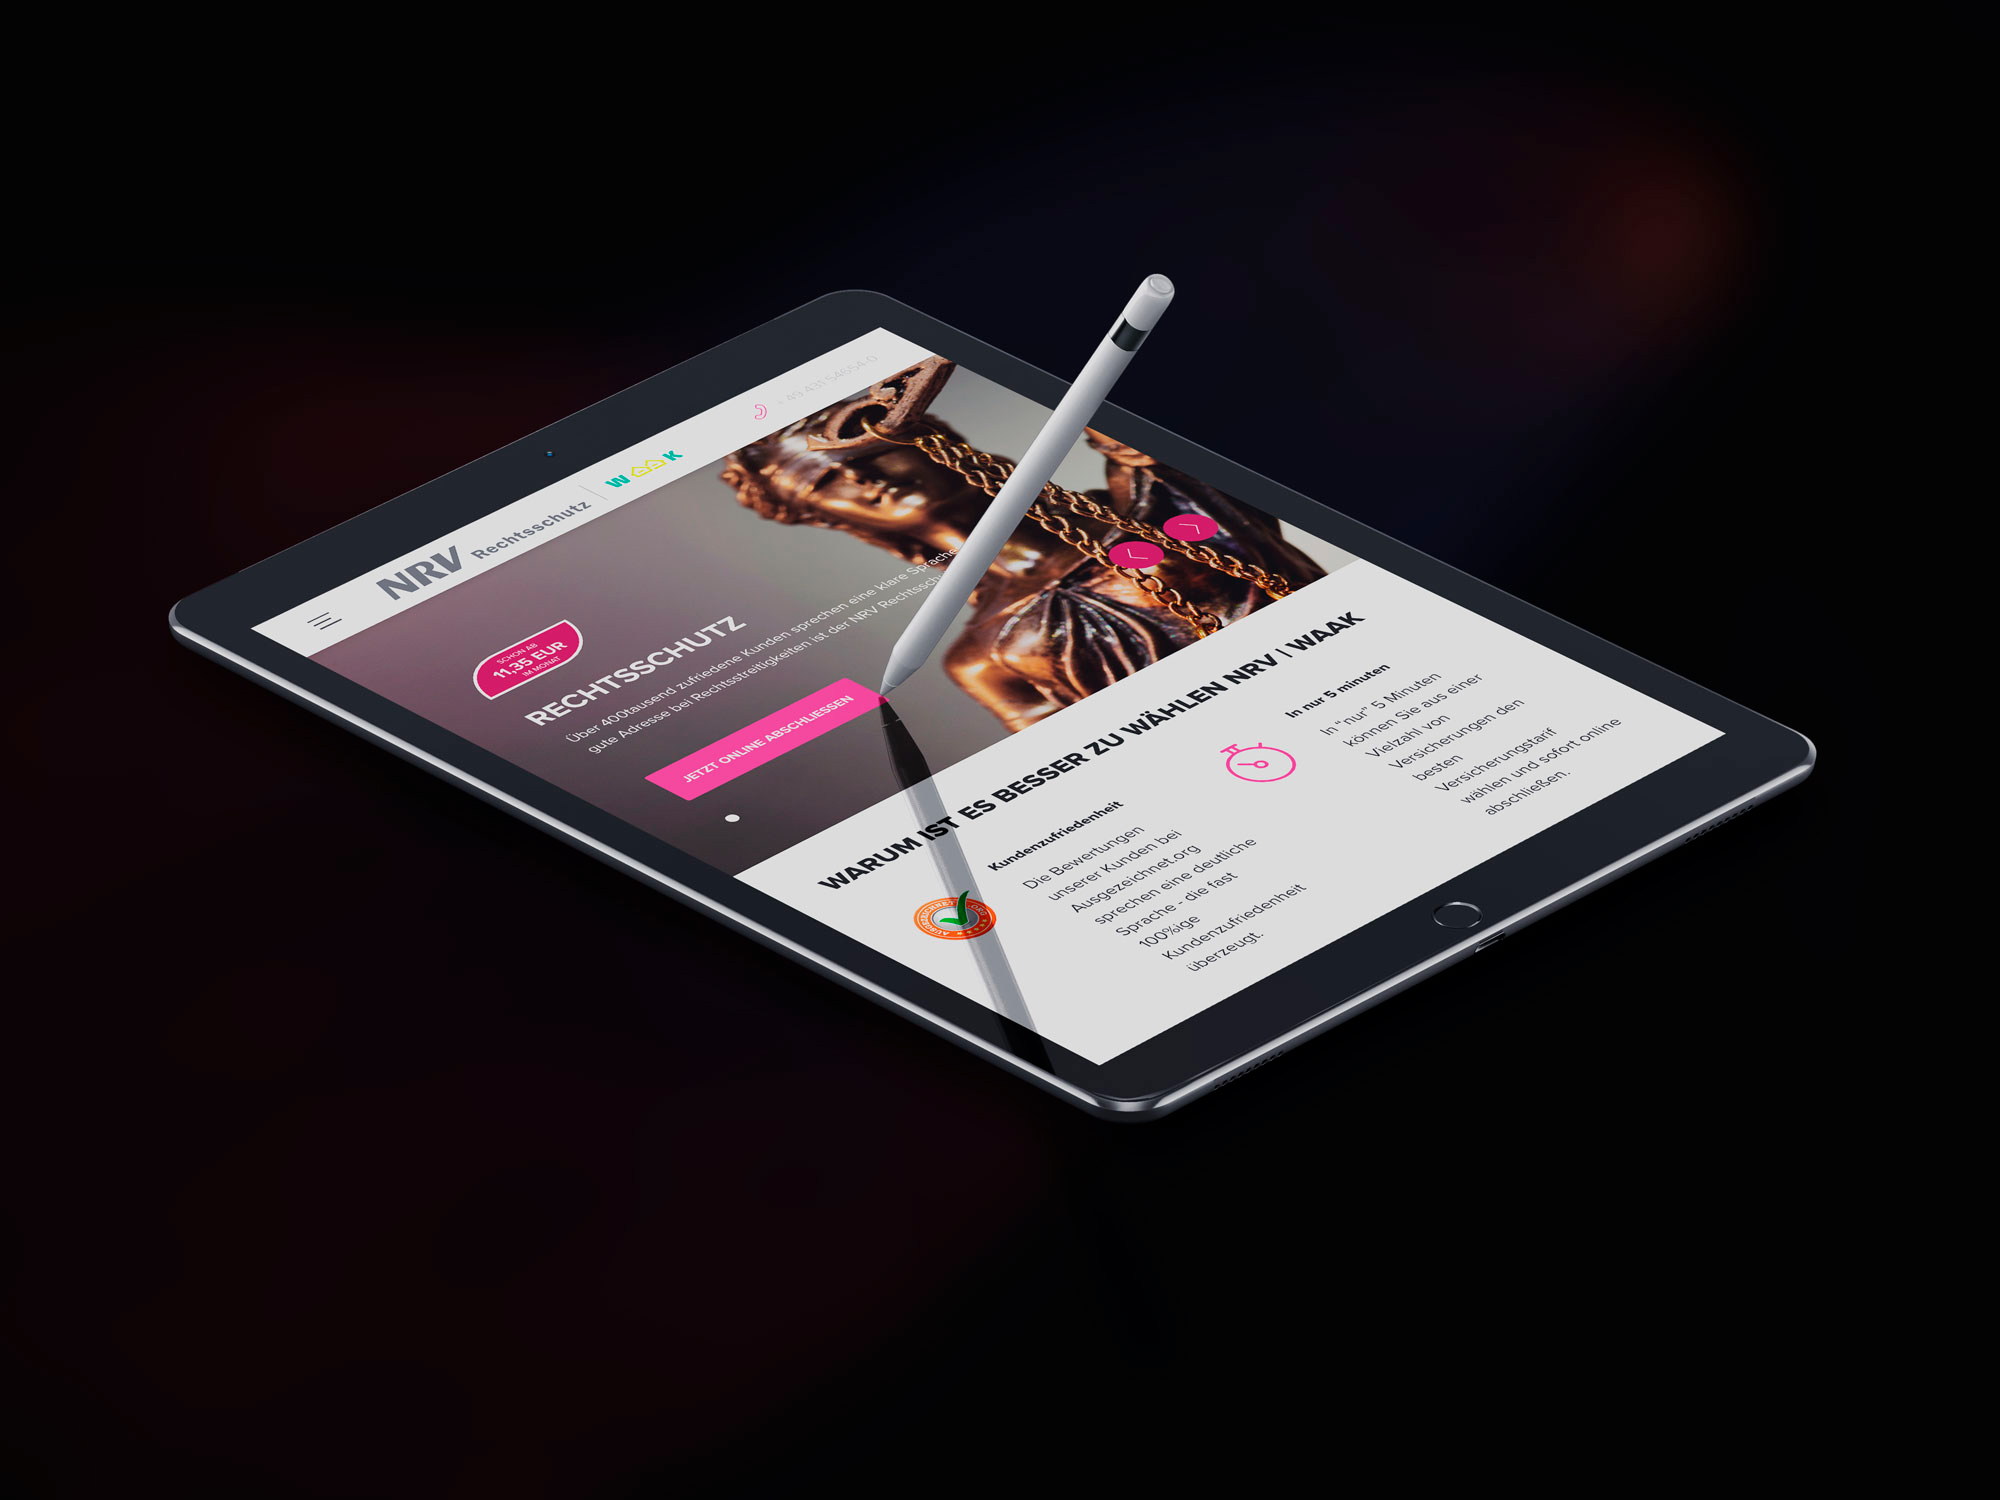 NRV Rechtsschutz | W K
+49 431 54654-0
SCHON AB
11,35 EUR
IM MONAT
RECHTSSCHUTZ
Über 400tausend zufriedene Kunden sprechen eine klare Sprache
gute Adresse bei Rechtsstreitigkeiten ist der NRV
JETZT ONLINE ABSCHLIESSEN
WARUM IST ES BESSER ZU WÄHLEN NRV | WAAK
Kundenzufriedenheit
Die Bewertungen
unserer Kunden bei
Ausgezeichnet.org
sprechen eine deutliche
Sprache - die fast
100%ige
Kundenzufriedenheit
überzeugt.
AUSGEZEICHNET.ORG
In nur 5 minuten
In "nur" 5 Minuten
können Sie aus einer
Vielzahl von
Versicherungen den
besten
Versicherungstarif
wählen und sofort online
abschließen.